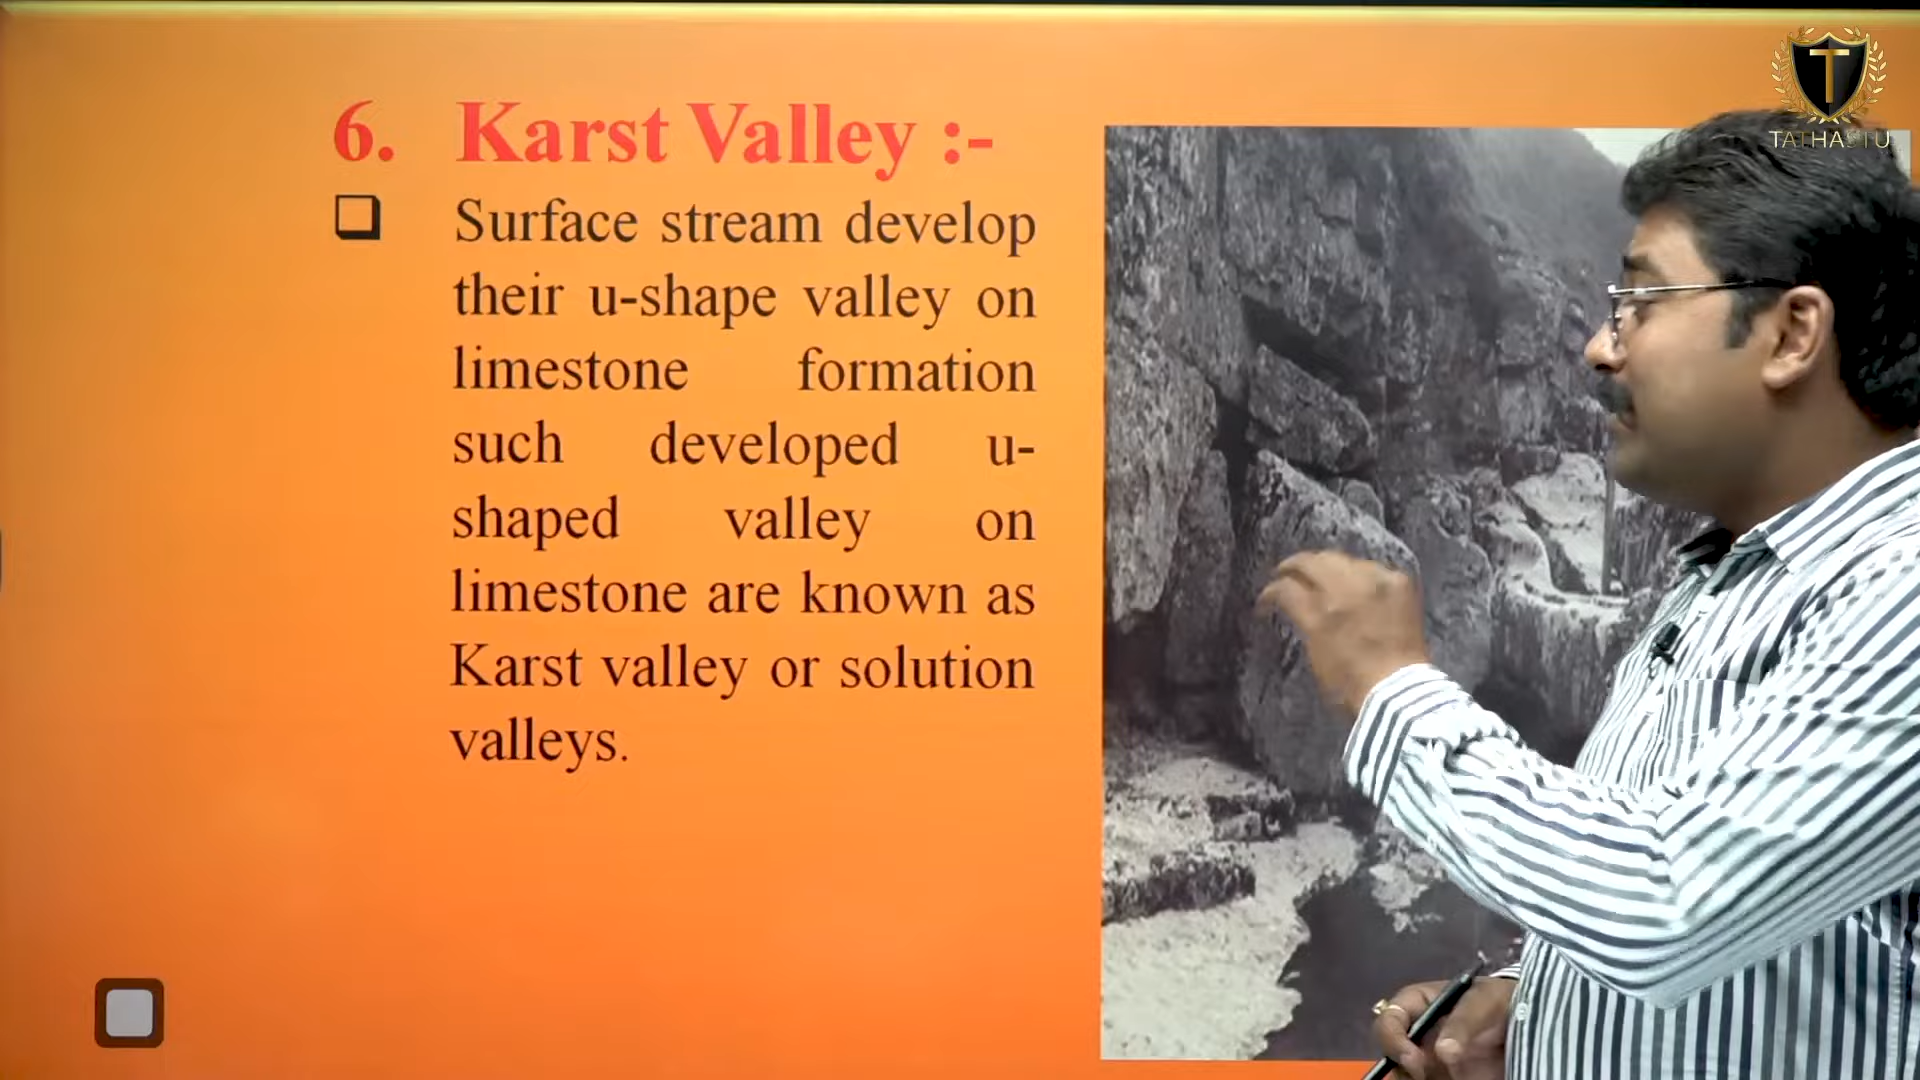 TATHASTU
6. Karst Valley :-
Surface stream develop
their u-shape valley on
limestone formation
such developed u-
shaped valley on
limestone are known as
Karst valley or solution
valleys.